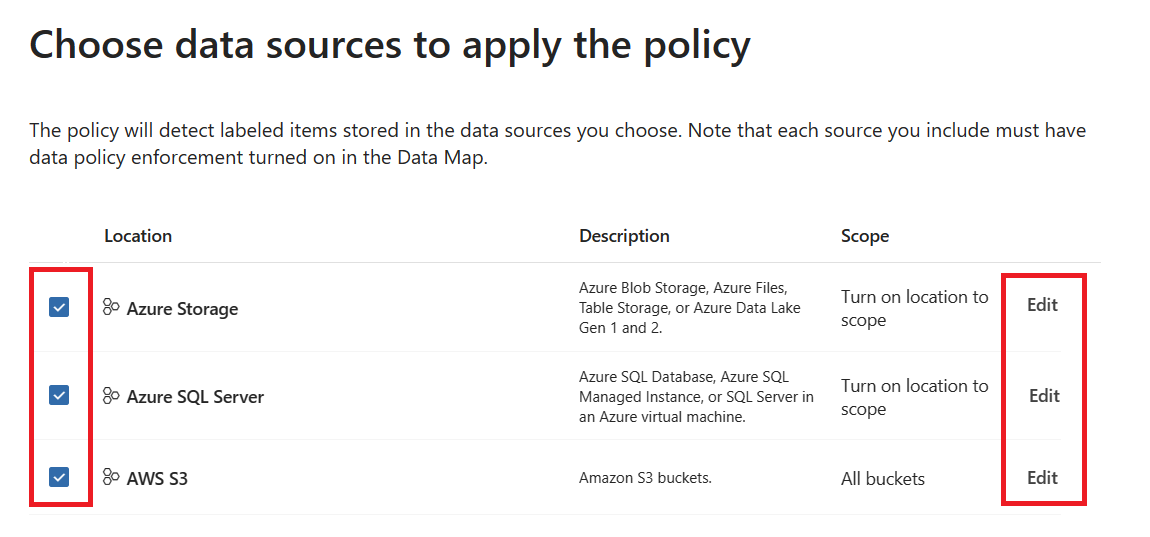 Choose data sources to apply the policy
The policy will detect labeled items stored in the data sources you choose. Note that each source you include must have
data policy enforcement turned on in the Data Map.
Location Description Scope
Azure Storage
Azure Blob Storage, Azure Files,
Table Storage, or Azure Data Lake
Gen 1 and 2.
Turn on location to
scope
Edit
Azure SQL Server
Azure SQL Database, Azure SQL
Managed Instance, or SQL Server in
an Azure virtual machine.
Turn on location to
scope
Edit
AWS S3
Amazon S3 buckets.
All buckets
Edit